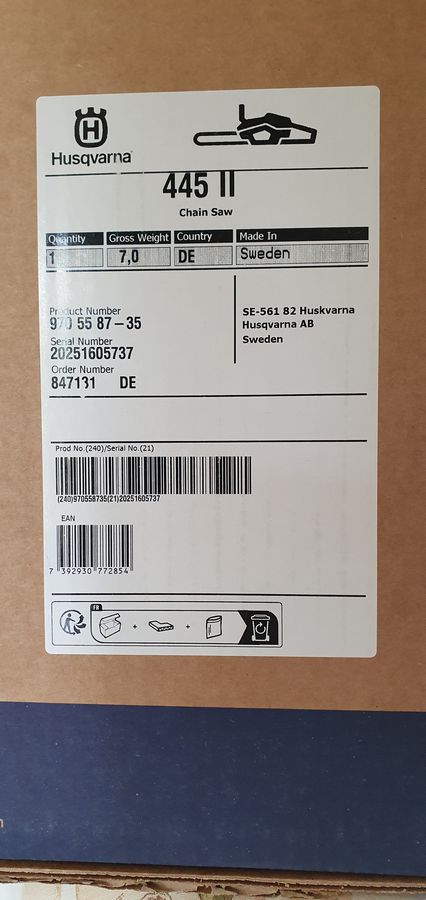 Husqvarna
445 II
Chain Saw
Quantity Gross Weight Country Made In
1 7,0 DE Sweden
Product Number
970 55 87-35
Serial Number
20251605737
Order Number
847131 DE
SE-561 82 Huskvarna
Husqvarna AB
Sweden
Prod No.(240)/Serial No.(21)
(240)970558735(21)20251605737
EAN
7 392930 772854
FR
+ +